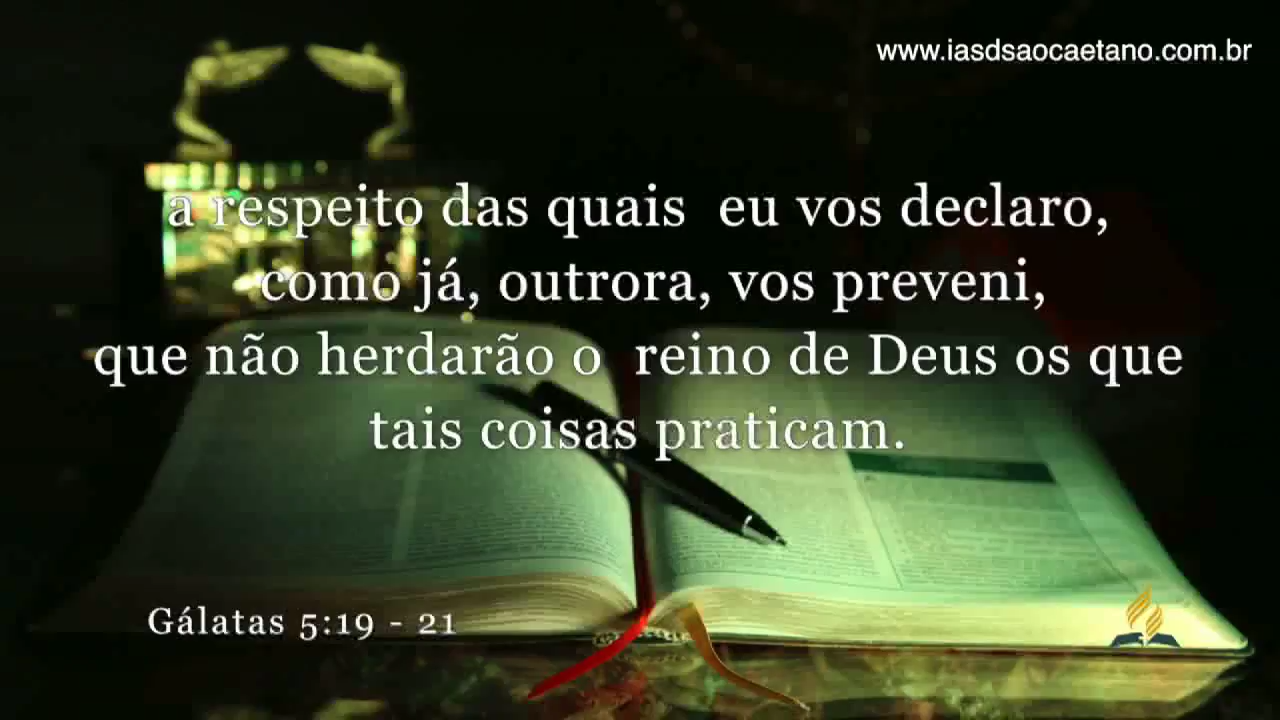 www.iasdsaocaetano.com.br
a respeito das quais eu vos declaro,
como já, outrora, vos preveni,
que não herdarão o reino de Deus os que
tais coisas praticam.
Gálatas 5:19 - 21